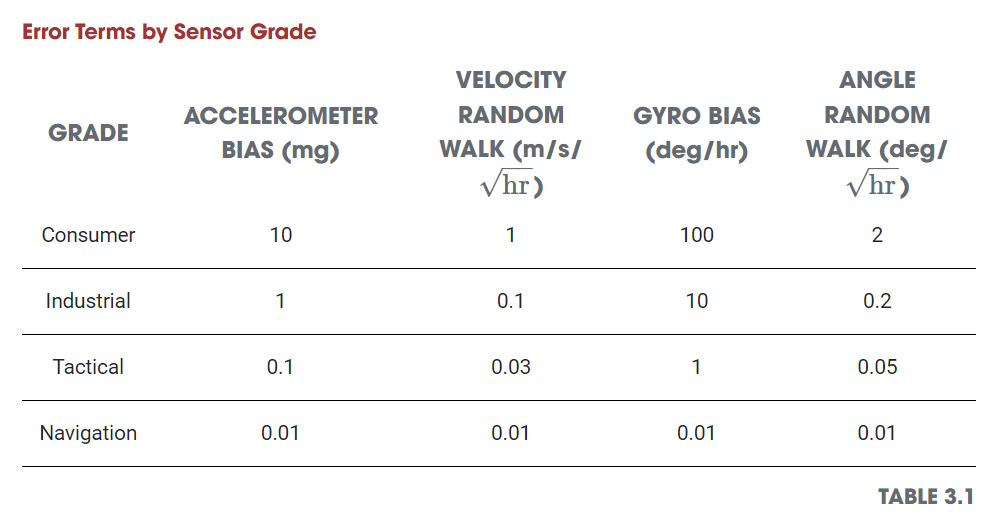 Error Terms by Sensor Grade
GRADE
ACCELEROMETER
BIAS (mg)
VELOCITY
RANDOM
WALK (m/s/
√hr)
GYRO BIAS
(deg/hr)
ANGLE
RANDOM
WALK (deg/
√hr)
Consumer 10 1 100 2
Industrial 1 0.1 10 0.2
Tactical 0.1 0.03 1 0.05
Navigation 0.01 0.01 0.01 0.01
TABLE 3.1